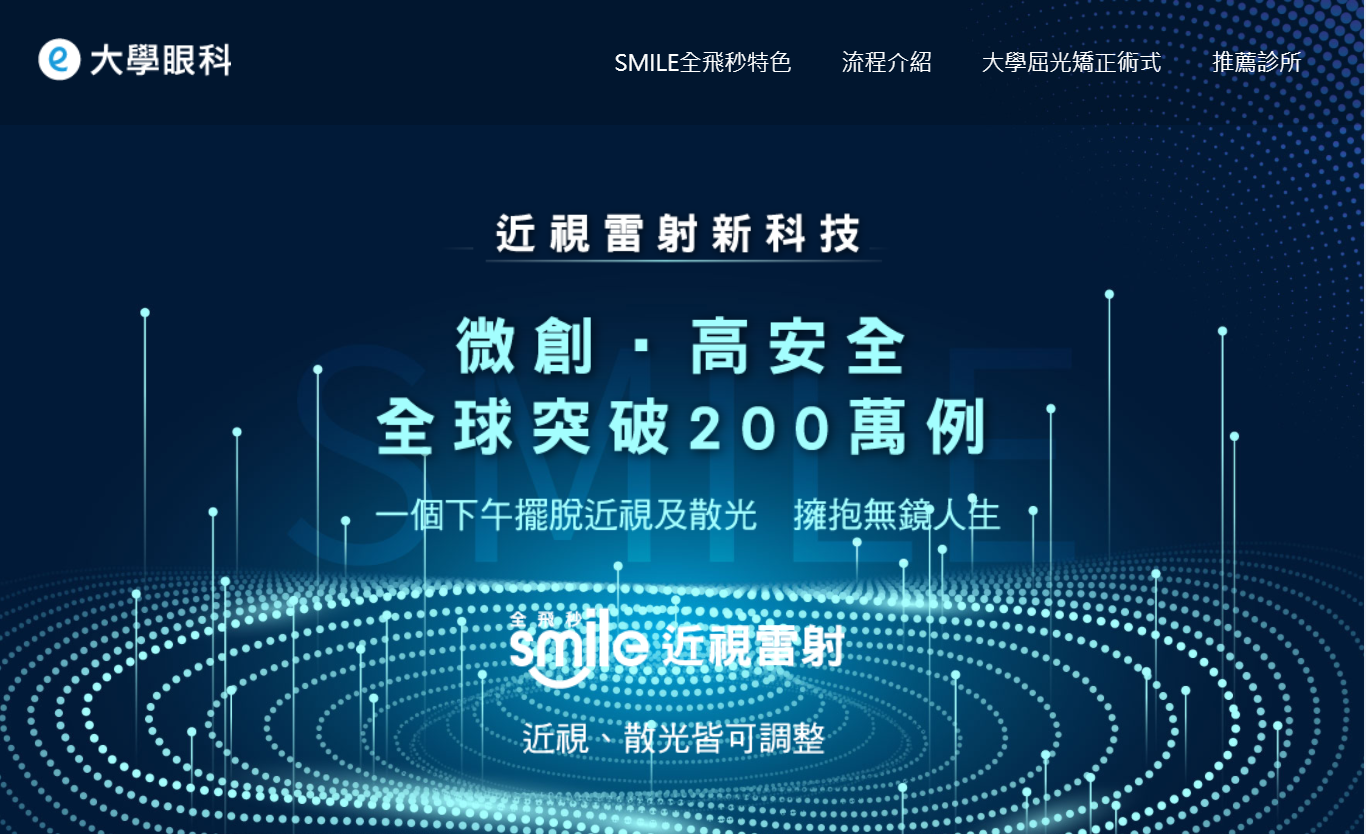 e 大學眼科
SMILE全飛秒特色 流程介紹 大學屈光矯正術式 推薦診所
近視雷射新科技
SMILE
微創・高安全
全球突破200萬例
一個下午擺脫近視及散光 擁抱無鏡人生
全飛秒
smile 近視雷射
近視、散光皆可調整